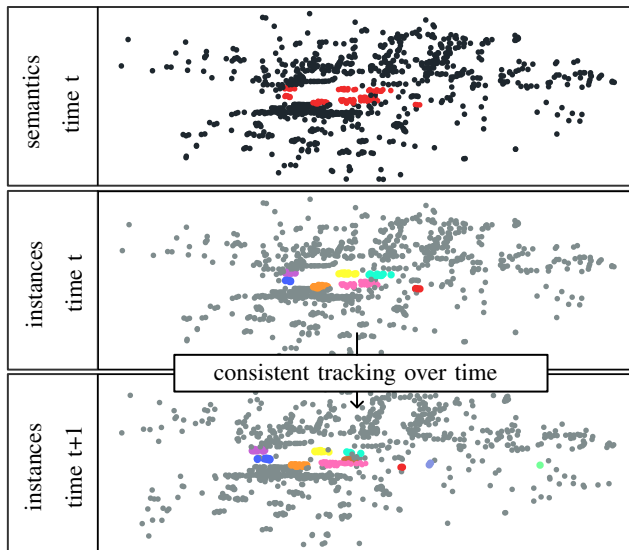 semantics
time t
instances
time t
consistent tracking over time
instances
time t+1